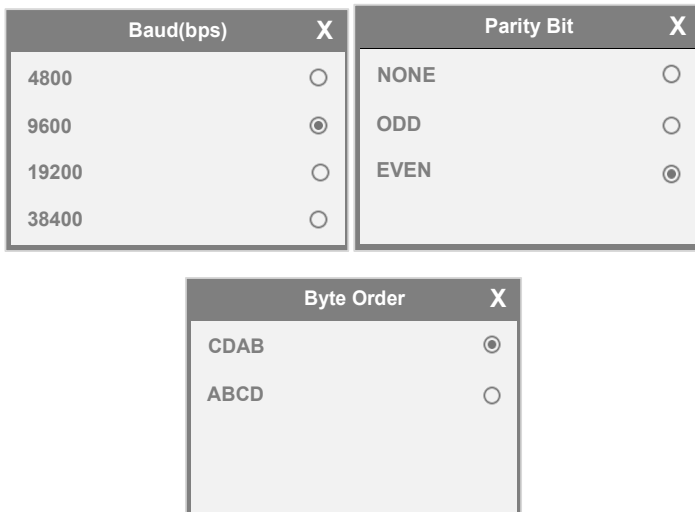 Baud(bps) X
4800
9600
19200
38400
Parity Bit X
NONE
ODD
EVEN
Byte Order X
CDAB
ABCD